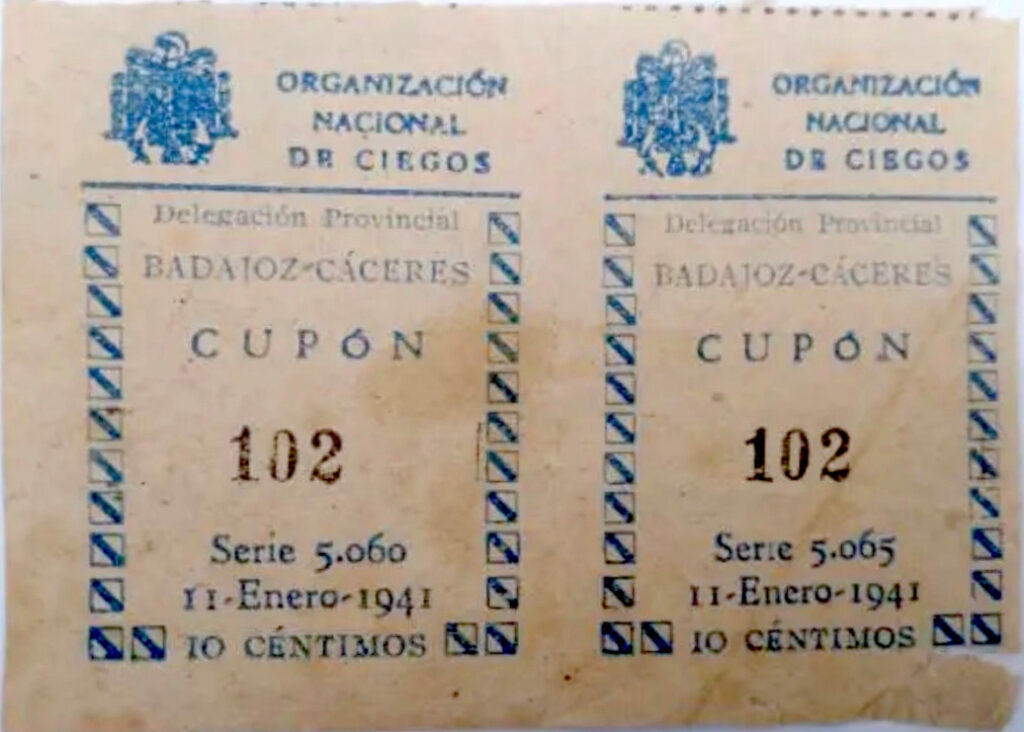 ORGANIZACIÓN
NACIONAL
DE CIEGOS
Delegación Provincial
BADAJOZ-CÁCERES
CUPÓN
102
Serie 5.060
11-Enero-1941
10 CÉNTIMOS
ORGANIZACIÓN
NACIONAL
DE CIEGOS
Delegación Provincial
BADAJOZ-CÁCERES
CUPÓN
102
Serie 5.065
11-Enero-1941
10 CÉNTIMOS